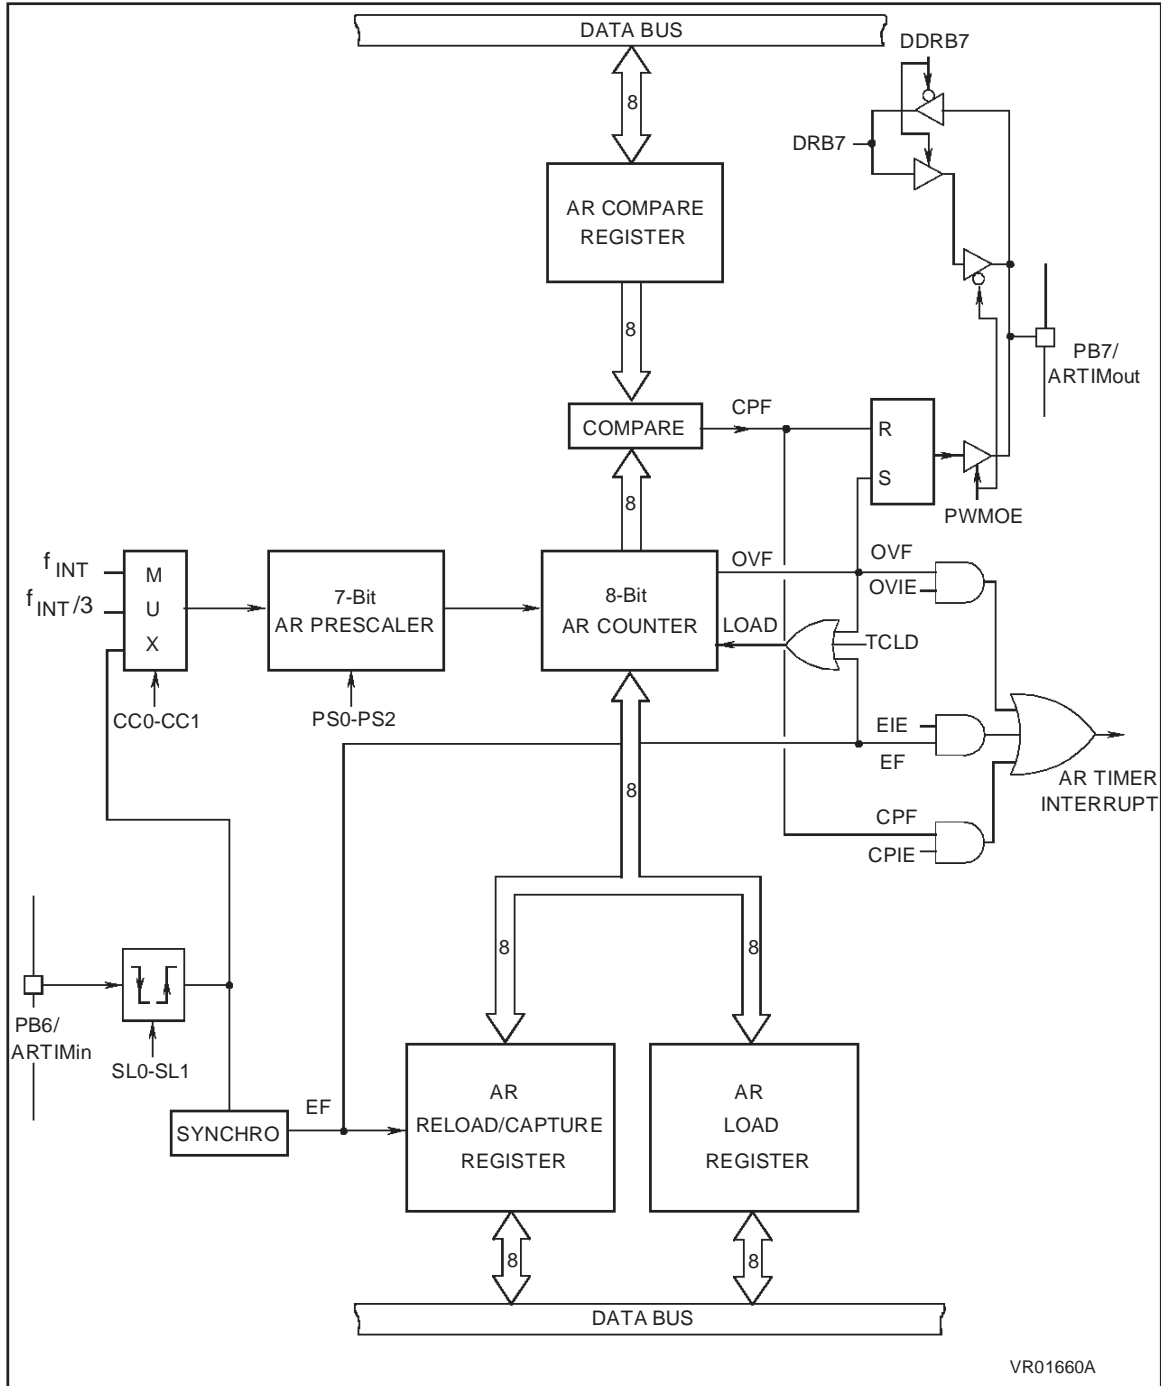 DATA BUS
DDRB7
8
DRB7
AR COMPARE
REGISTER
8
PB7/
ARTIMout
CPF
COMPARE
R
S
8
PWMOE
f INT
f INT /3
M
U
X
7-Bit
AR PRESCALER
8-Bit
AR COUNTER
OVF
OVF
OVIE
LOAD
TCLD
CC0-CC1
PS0-PS2
EIE
EF
8
AR TIMER
INTERRUPT
CPF
CPIE
8
8
PB6/
ARTIMin
SL0-SL1
EF
SYNCHRO
AR
RELOAD/CAPTURE
REGISTER
AR
LOAD
REGISTER
8
8
DATA BUS
VR01660A